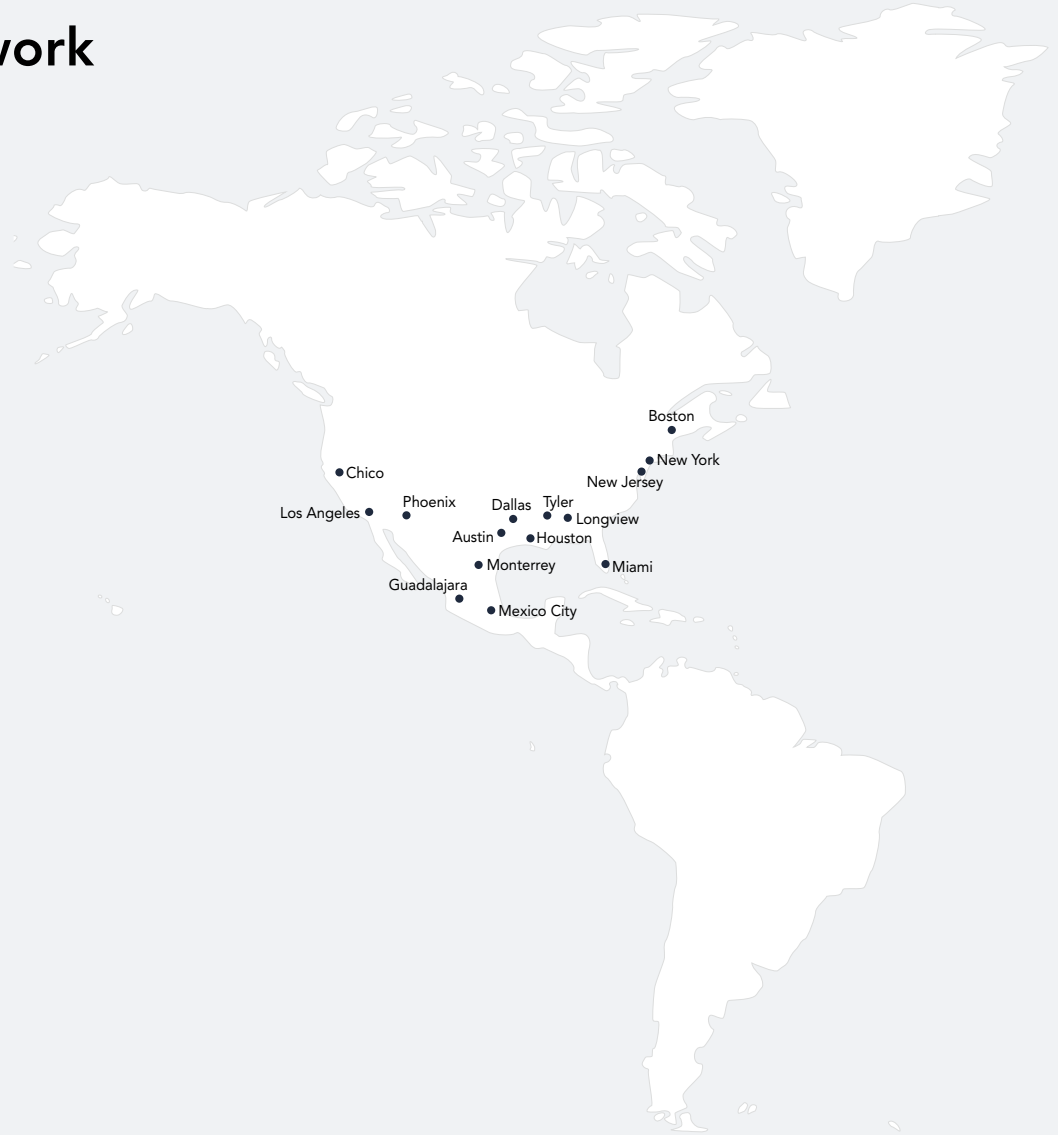 work
Boston
New York
Chico
New Jersey
Phoenix
Dallas
Tyler
Los Angeles
Longview
Austin
Houston
Monterrey
Miami
Guadalajara
Mexico City